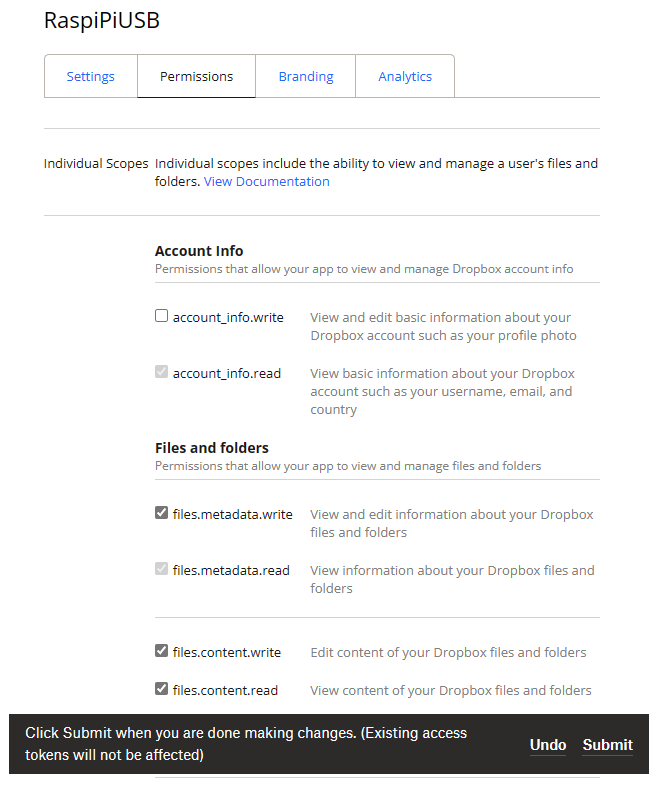 RaspiPiUSB
Settings
Permissions
Branding
Analytics
Individual Scopes
Individual scopes include the ability to view and manage a user's files and
folders. View Documentation
Account Info
Permissions that allow your app to view and manage Dropbox account info
account_info.write
View and edit basic information about your
Dropbox account such as your profile photo
account_info.read
View basic information about your Dropbox
account such as your username, email, and
country
Files and folders
Permissions that allow your app to view and manage files and folders
files.metadata.write
View and edit information about your Dropbox
files and folders
files.metadata.read
View information about your Dropbox files and
folders
files.content.write
Edit content of your Dropbox files and folders
files.content.read
View content of your Dropbox files and folders
Click Submit when you are done making changes. (Existing access
tokens will not be affected)
Undo
Submit